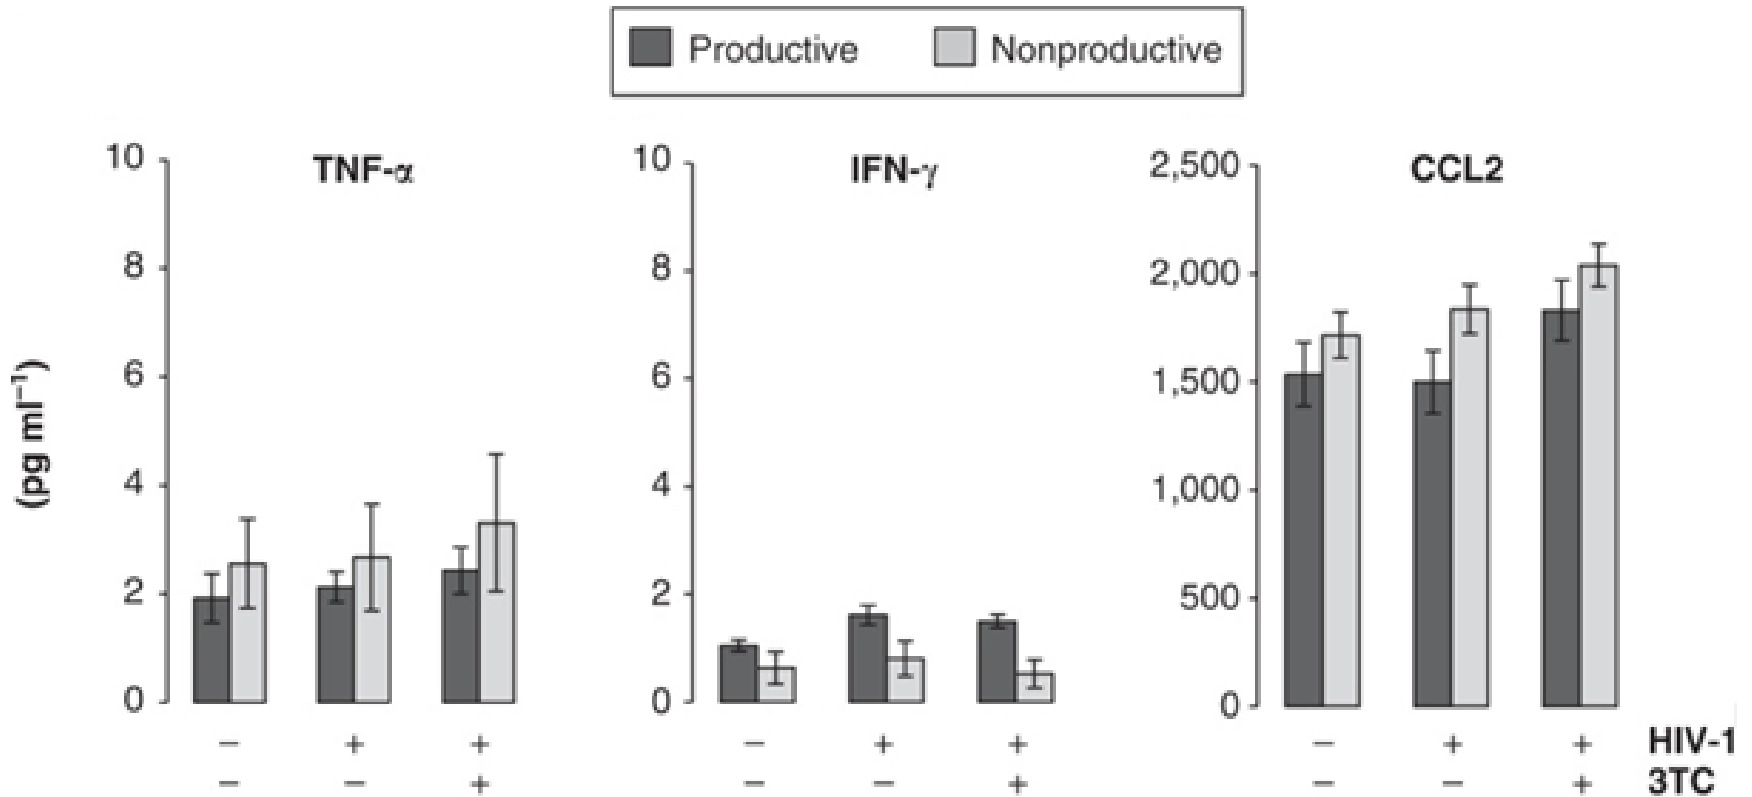 Productive Nonproductive
TNF-α
10
8
6
4
2
0
(pg ml⁻¹)
− + +
− − +
IFN-γ
10
8
6
4
2
0
− + +
− − +
CCL2
2,500
2,000
1,500
1,000
500
0
− + + HIV-1
− − + 3TC